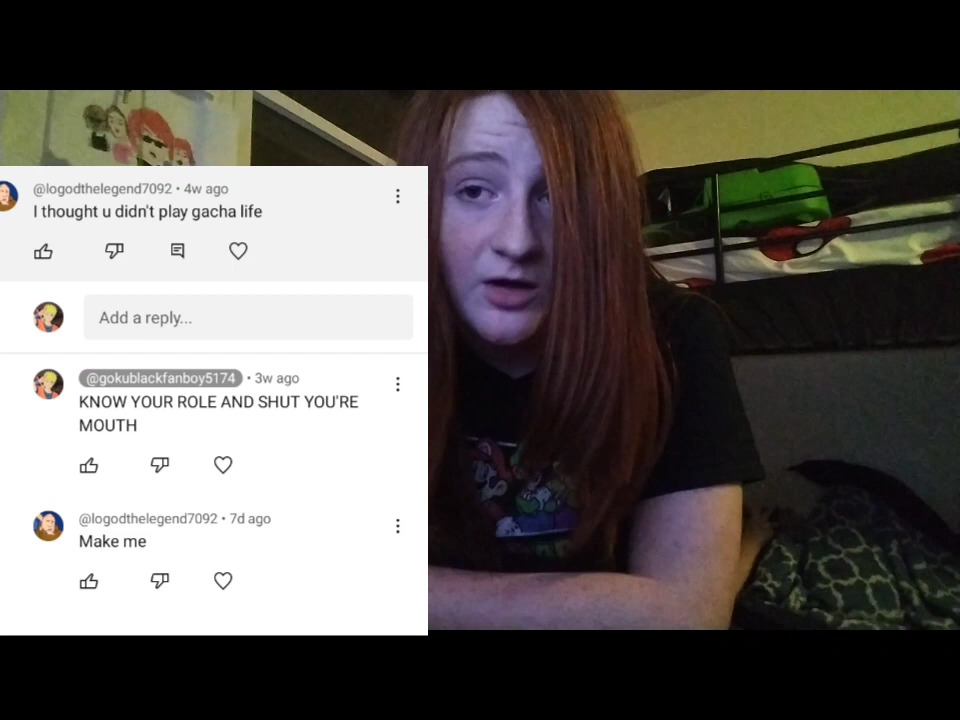 @logodthelegend7092 • 4w ago
I thought u didn't play gacha life
Add a reply...
@gokublackfanboy5174 • 3w ago
KNOW YOUR ROLE AND SHUT YOU'RE
MOUTH
@logodthelegend7092 • 7d ago
Make me